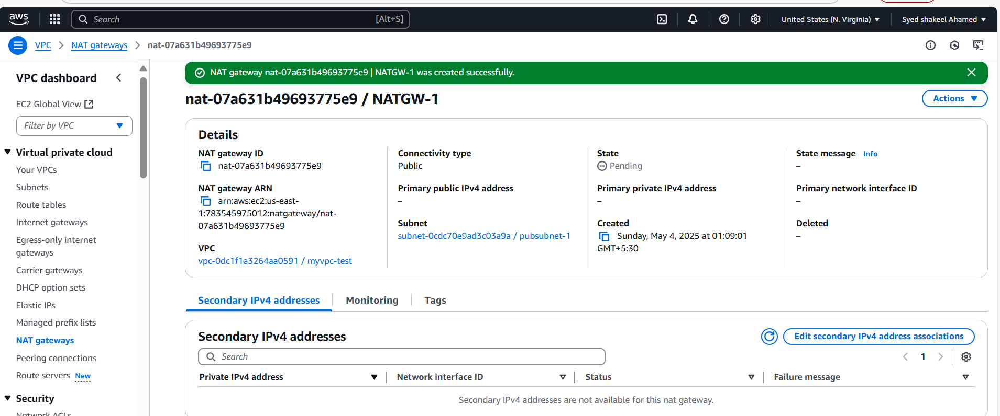 aws
Search
[Alt+S]
United States (N. Virginia)
Syed shakeel Ahamed
VPC
NAT gateways
nat-07a631b49693775e9
VPC dashboard
EC2 Global View
Filter by VPC
Virtual private cloud
Your VPCs
Subnets
Route tables
Internet gateways
Egress-only internet
gateways
Carrier gateways
DHCP option sets
Elastic IPs
Managed prefix lists
NAT gateways
Peering connections
Route servers New
Security
Network ACLs
NAT gateway nat-07a631b49693775e9 | NATGW-1 was created successfully.
nat-07a631b49693775e9 / NATGW-1
Actions
Details
NAT gateway ID
nat-07a631b49693775e9
NAT gateway ARN
arn:aws:ec2:us-east-
1:783545975012:natgateway/nat-
07a631b49693775e9
VPC
vpc-0dc1f1a3264aa0591 / myvpc-test
Connectivity type
Public
Primary public IPv4 address
–
Subnet
subnet-0cdc70e9ad3c03a9a / pubsubnet-1
State
Pending
Primary private IPv4 address
–
Created
Sunday, May 4, 2025 at 01:09:01
GMT+5:30
State message Info
–
Primary network interface ID
–
Deleted
–
Secondary IPv4 addresses
Monitoring
Tags
Secondary IPv4 addresses
Edit secondary IPv4 address associations
Search
1
Private IPv4 address
Network interface ID
Status
Failure message
Secondary IPv4 addresses are not available for this nat gateway.